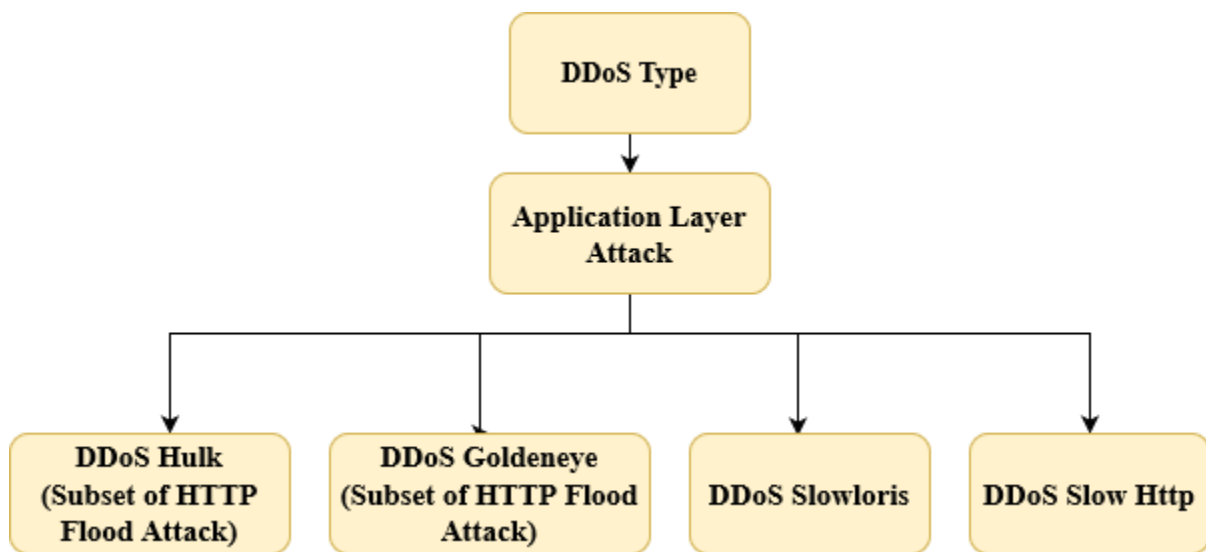 DDoS Type
Application Layer
Attack
DDoS Hulk
(Subset of HTTP
Flood Attack)
DDoS Goldeneye
(Subset of HTTP Flood
Attack)
DDoS Slowloris
DDoS Slow Http